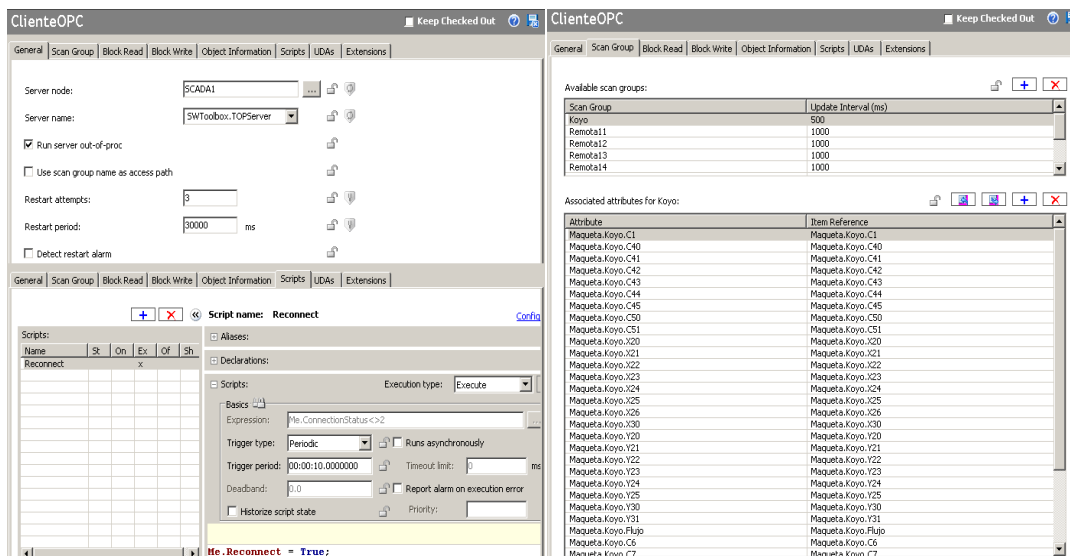 ClienteOPC Keep Checked Out
General Scan Group Block Read Block Write Object Information Scripts UDAs Extensions
Server node: SCADA1 ...
Server name: SWToolbox.TOPServer
Run server out-of-proc
Use scan group name as access path
Restart attempts: 3
Restart period: 30000 ms
Detect restart alarm
General Scan Group Block Read Block Write Object Information Scripts UDAs Extensions
Script name: Reconnect Config
Scripts:
Name St On Ex Of Sh
Reconnect x
Aliases:
Declarations:
Scripts: Execution type: Execute
Basics
Expression: Me.ConnectionStatus<>2 ...
Trigger type: Periodic Runs asynchronously
Trigger period: 00:00:10.0000000 Timeout limit: 0 ms
Deadband: 0.0 Report alarm on execution error
Historize script state Priority:
Me.Reconnect = True;
ClienteOPC Keep Checked Out
General Scan Group Block Read Block Write Object Information Scripts UDAs Extensions
Available scan groups:
Scan Group Update Interval (ms)
Koyo 500
Remota11 1000
Remota12 1000
Remota13 1000
Remota14 1000
Associated attributes for Koyo:
Attribute Item Reference
Maqueta.Koyo.C1 Maqueta.Koyo.C1
Maqueta.Koyo.C40 Maqueta.Koyo.C40
Maqueta.Koyo.C41 Maqueta.Koyo.C41
Maqueta.Koyo.C42 Maqueta.Koyo.C42
Maqueta.Koyo.C43 Maqueta.Koyo.C43
Maqueta.Koyo.C44 Maqueta.Koyo.C44
Maqueta.Koyo.C45 Maqueta.Koyo.C45
Maqueta.Koyo.C50 Maqueta.Koyo.C50
Maqueta.Koyo.C51 Maqueta.Koyo.C51
Maqueta.Koyo.X20 Maqueta.Koyo.X20
Maqueta.Koyo.X21 Maqueta.Koyo.X21
Maqueta.Koyo.X22 Maqueta.Koyo.X22
Maqueta.Koyo.X23 Maqueta.Koyo.X23
Maqueta.Koyo.X24 Maqueta.Koyo.X24
Maqueta.Koyo.X25 Maqueta.Koyo.X25
Maqueta.Koyo.X26 Maqueta.Koyo.X26
Maqueta.Koyo.X30 Maqueta.Koyo.X30
Maqueta.Koyo.Y20 Maqueta.Koyo.Y20
Maqueta.Koyo.Y21 Maqueta.Koyo.Y21
Maqueta.Koyo.Y22 Maqueta.Koyo.Y22
Maqueta.Koyo.Y23 Maqueta.Koyo.Y23
Maqueta.Koyo.Y24 Maqueta.Koyo.Y24
Maqueta.Koyo.Y25 Maqueta.Koyo.Y25
Maqueta.Koyo.Y30 Maqueta.Koyo.Y30
Maqueta.Koyo.Y31 Maqueta.Koyo.Y31
Maqueta.Koyo.Flujo Maqueta.Koyo.Flujo
Maqueta.Koyo.C6 Maqueta.Koyo.C6
Maqueta.Koyo.C7 Maqueta.Koyo.C7